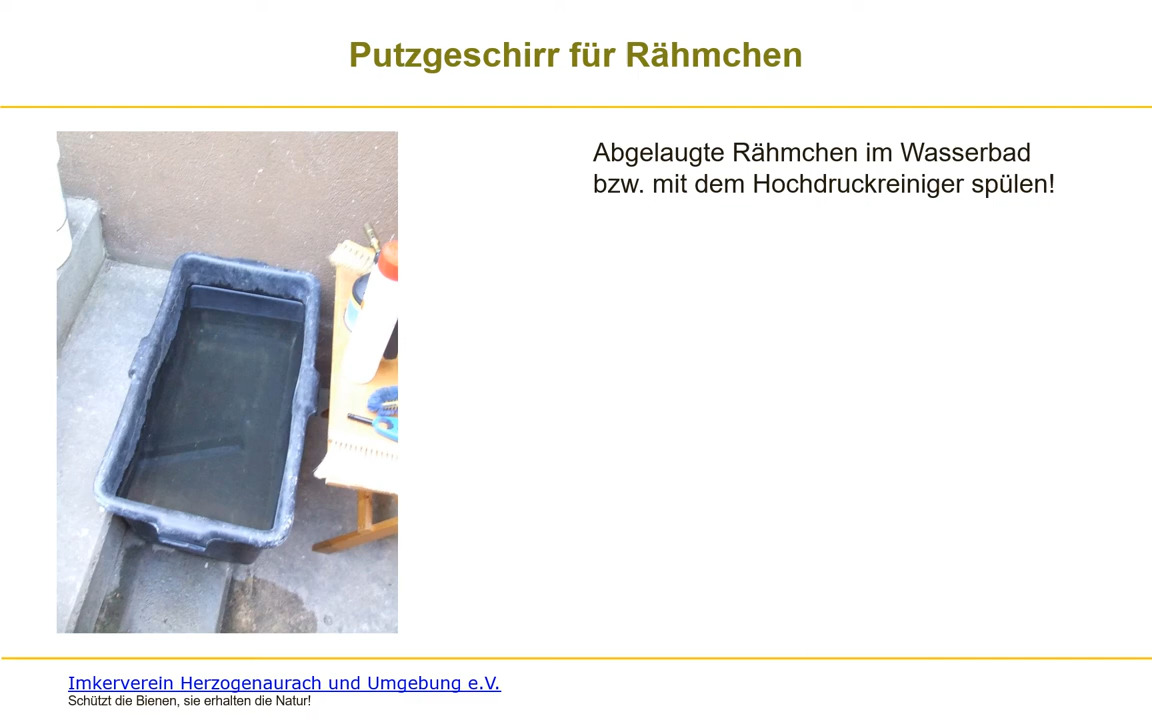 Putzgeschirr für Rähmchen
Abgelaugte Rähmchen im Wasserbad
bzw. mit dem Hochdruckreiniger spülen!
Imkerverein Herzogenaurach und Umgebung e.V.
Schützt die Bienen, sie erhalten die Natur!